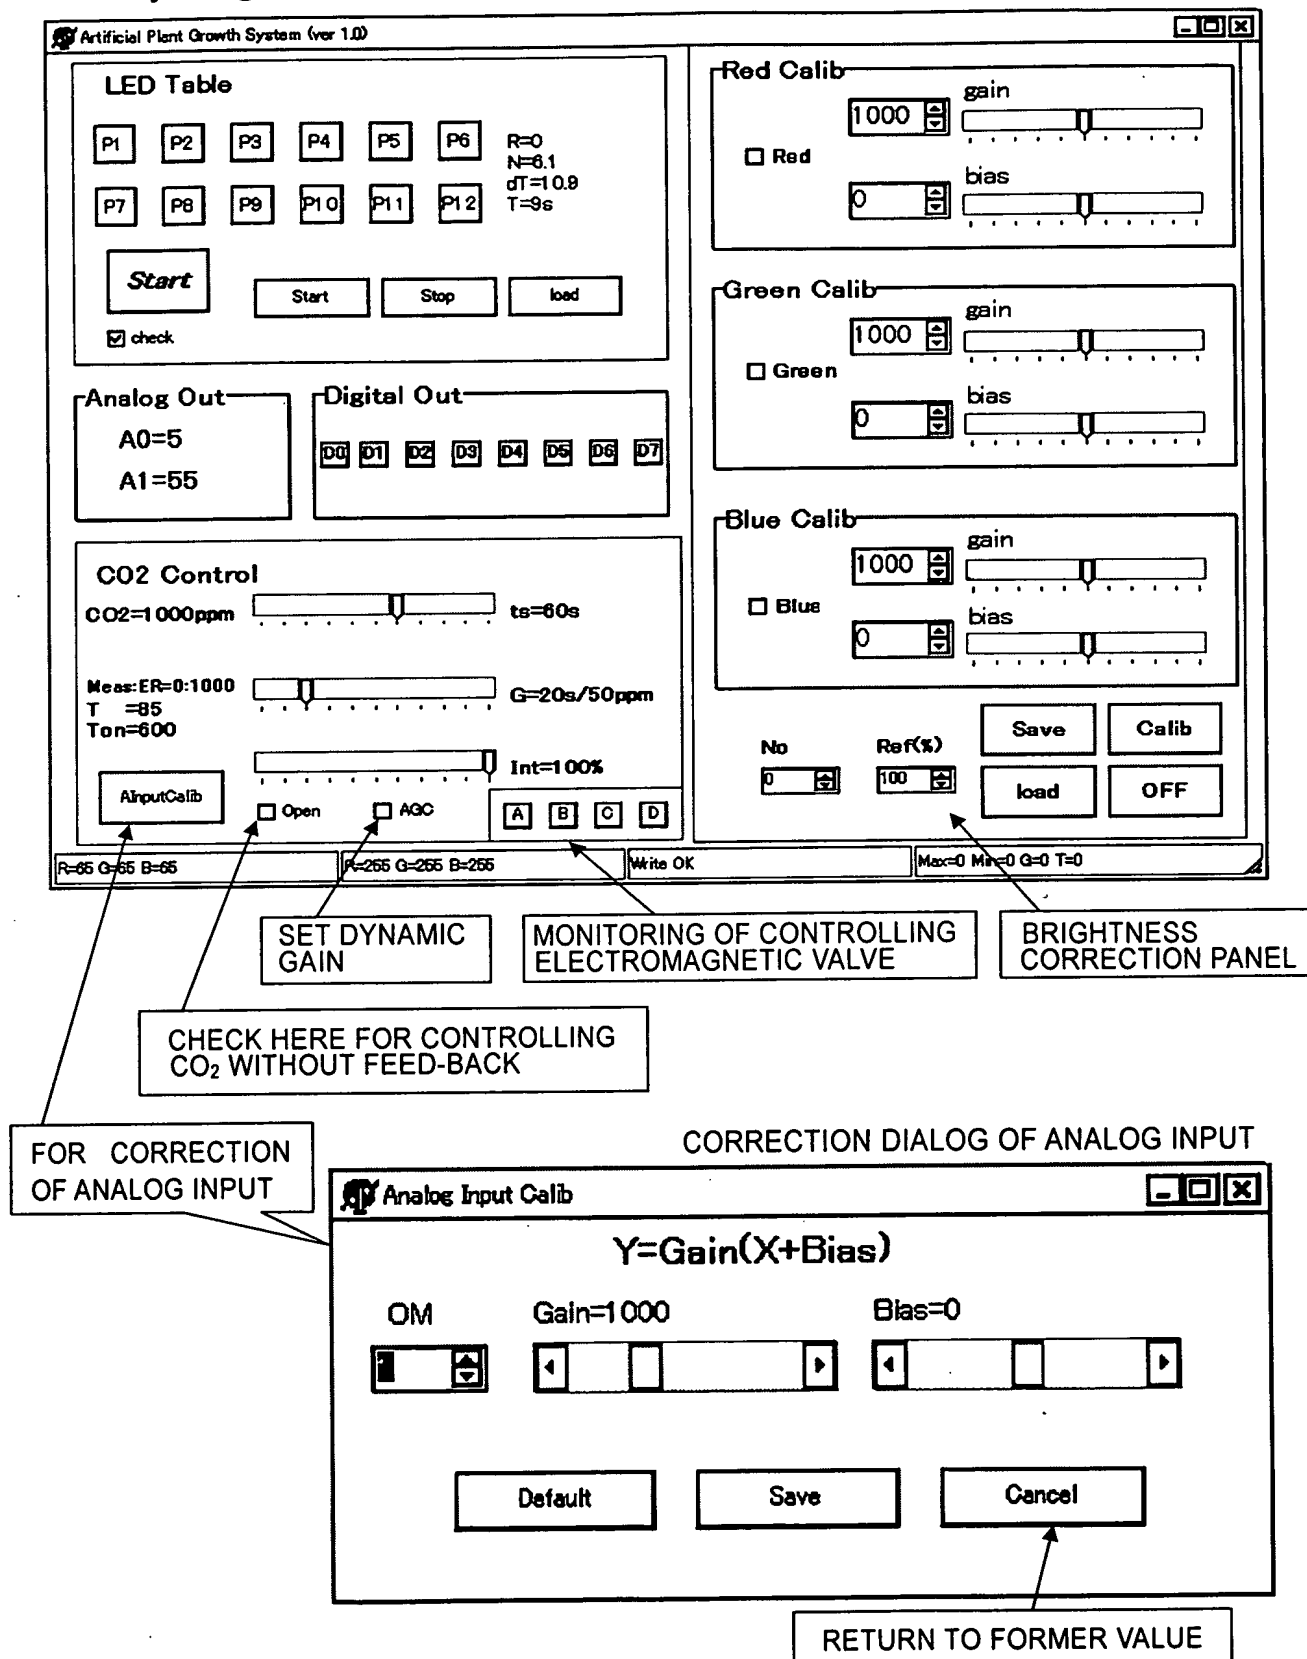 Artificial Plant Growth System (ver 1.0)
LED Table
P1 P2 P3 P4 P5 P6
P7 P8 P9 P10 P11 P12
R=0
N=6.1
dT=10.9
T=9s
Start
Start Stop load
check
Analog Out
A0=5
A1=55
Digital Out
D0 D1 D2 D3 D4 D5 D6 D7
CO2 Control
CO2=1000ppm
ts=60s
Meas:ER=0:1000
T =85
Ton=600
G=20s/50ppm
Int=100%
AInputCalib
Open
AGC
A B C D
Red Calib
gain
1000
Red
bias
0
Green Calib
gain
1000
Green
bias
0
Blue Calib
gain
1000
Blue
bias
0
No
0
Ref(%)
100
Save Calib
load OFF
R=65 G=65 B=65
R=255 G=255 B=255
Write OK
Max=0 Min=0 G=0 T=0
SET DYNAMIC
GAIN
MONITORING OF CONTROLLING
ELECTROMAGNETIC VALVE
BRIGHTNESS
CORRECTION PANEL
CHECK HERE FOR CONTROLLING
CO₂ WITHOUT FEED-BACK
FOR CORRECTION
OF ANALOG INPUT
CORRECTION DIALOG OF ANALOG INPUT
Analog Input Calib
Y=Gain(X+Bias)
OM
Gain=1000
Bias=0
Default Save Cancel
RETURN TO FORMER VALUE